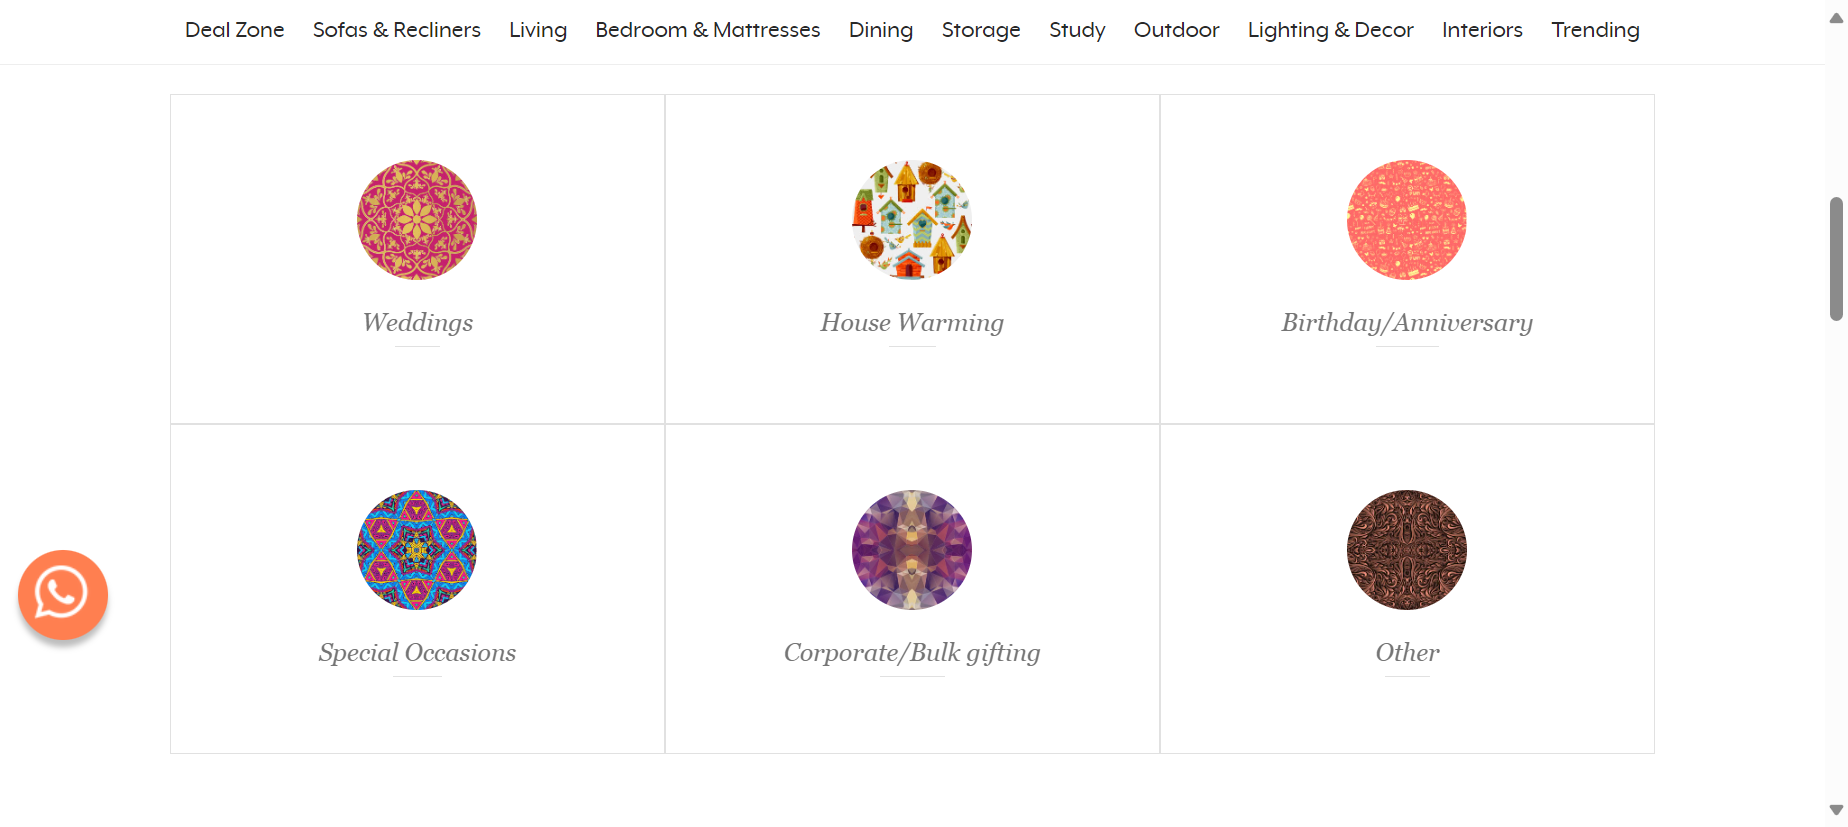 Deal Zone Sofas & Recliners Living Bedroom & Mattresses Dining Storage Study Outdoor Lighting & Decor Interiors Trending
Weddings House Warming Birthday/Anniversary
Special Occasions Corporate/Bulk gifting Other